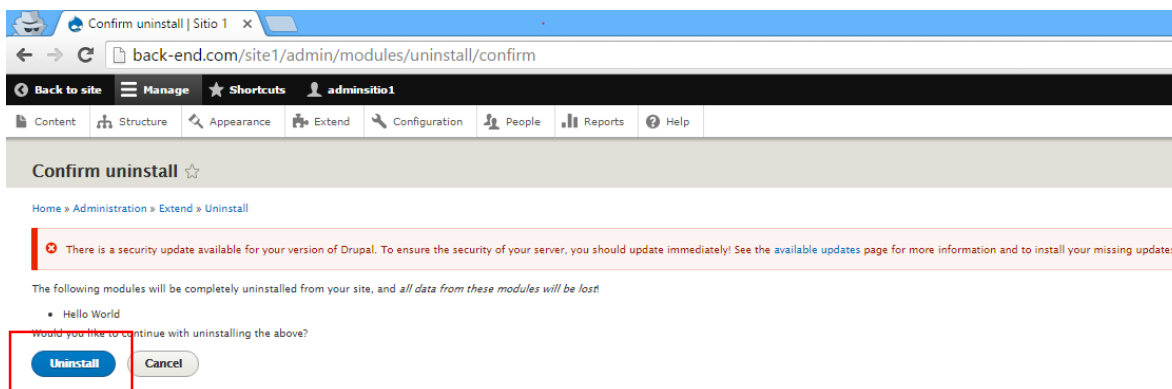 Confirm uninstall | Sitio 1
back-end.com/site1/admin/modules/uninstall/confirm
Back to site Manage Shortcuts adminsitio1
Content Structure Appearance Extend Configuration People Reports Help
Confirm uninstall
Home » Administration » Extend » Uninstall
There is a security update available for your version of Drupal. To ensure the security of your server, you should update immediately! See the available updates page for more information and to install your missing updates
The following modules will be completely uninstalled from your site, and all data from these modules will be lost!
• Hello World
Would you like to continue with uninstalling the above?
Uninstall Cancel